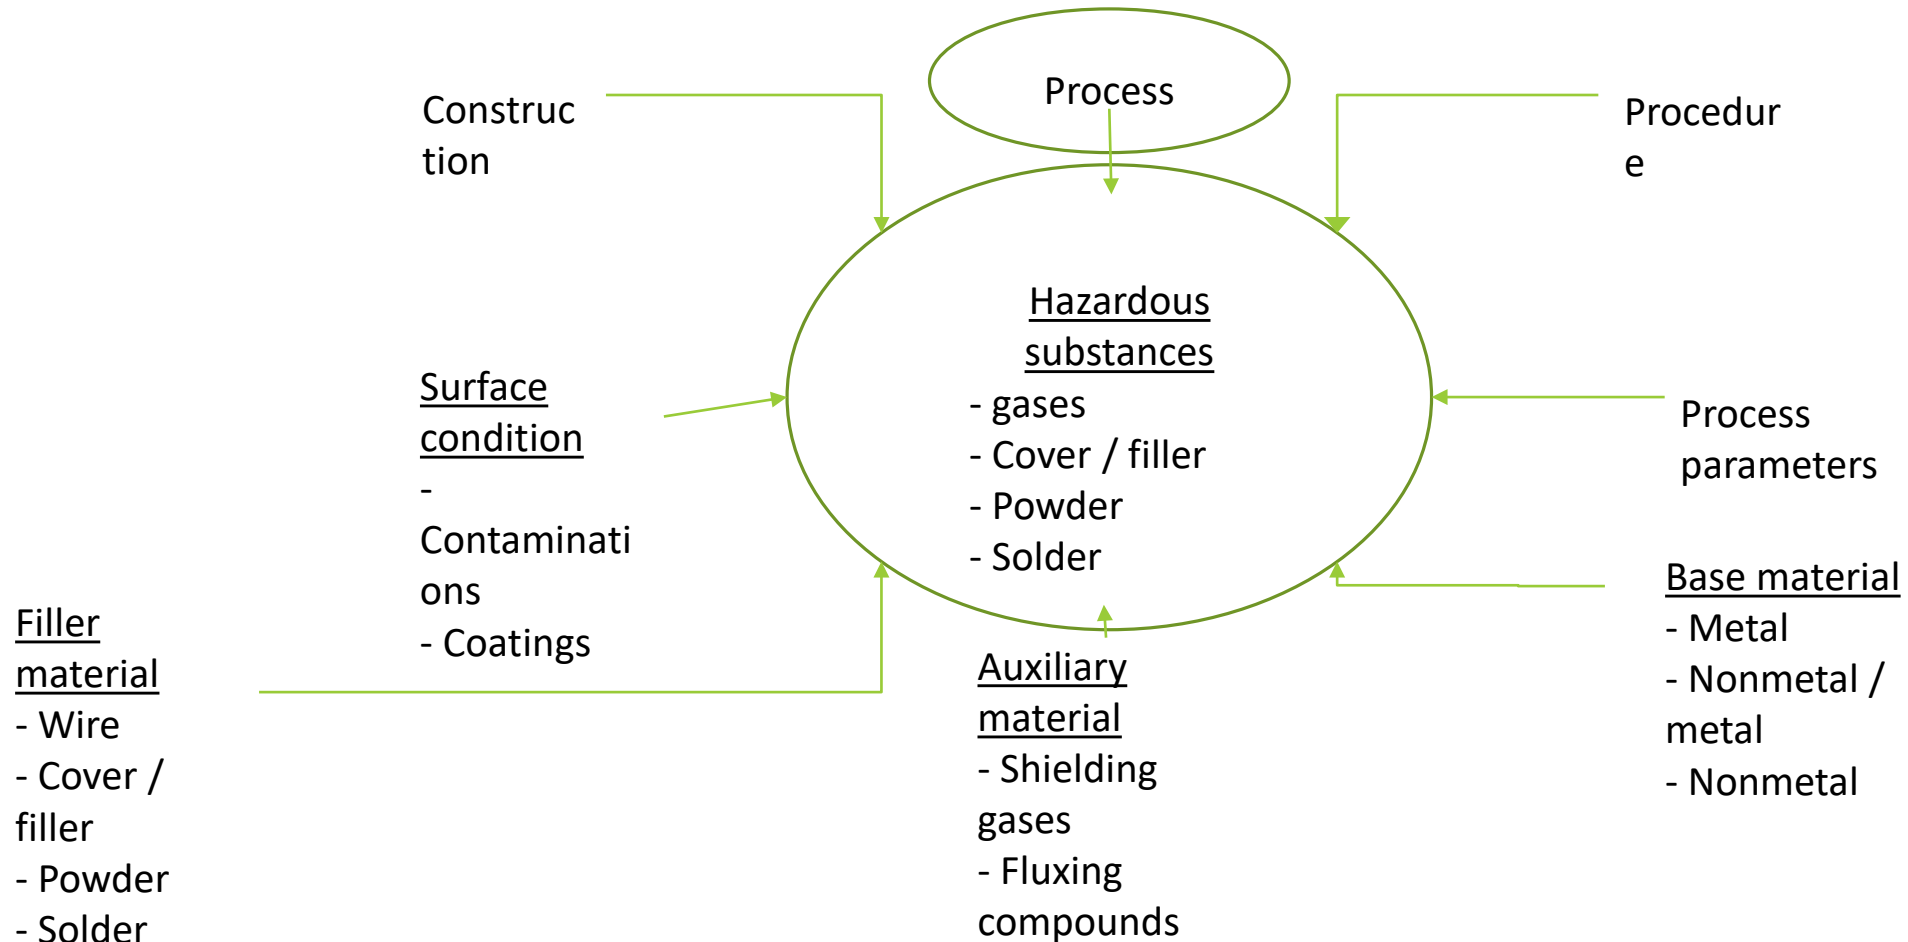 Process
Construc
tion
Procedur
e
Hazardous
substances
- gases
- Cover / filler
- Powder
- Solder
Surface
condition
-
Contaminati
ons
- Coatings
Process
parameters
Base material
- Metal
- Nonmetal /
metal
- Nonmetal
Filler
material
- Wire
- Cover /
filler
- Powder
- Solder
Auxiliary
material
- Shielding
gases
- Fluxing
compounds